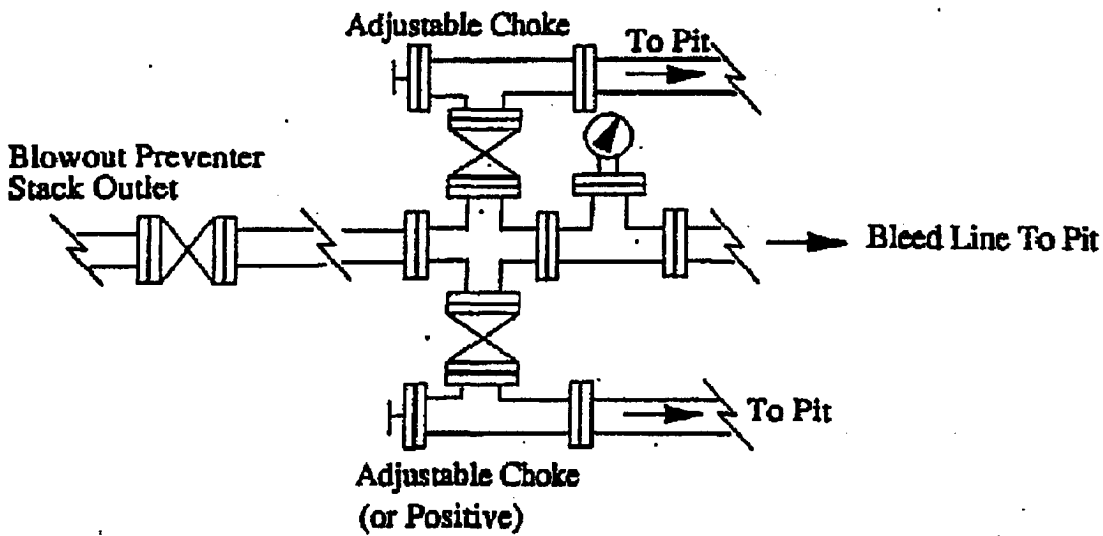 Adjustable Choke
To Pit
Blowout Preventer
Stack Outlet
Bleed Line To Pit
To Pit
Adjustable Choke
(or Positive)